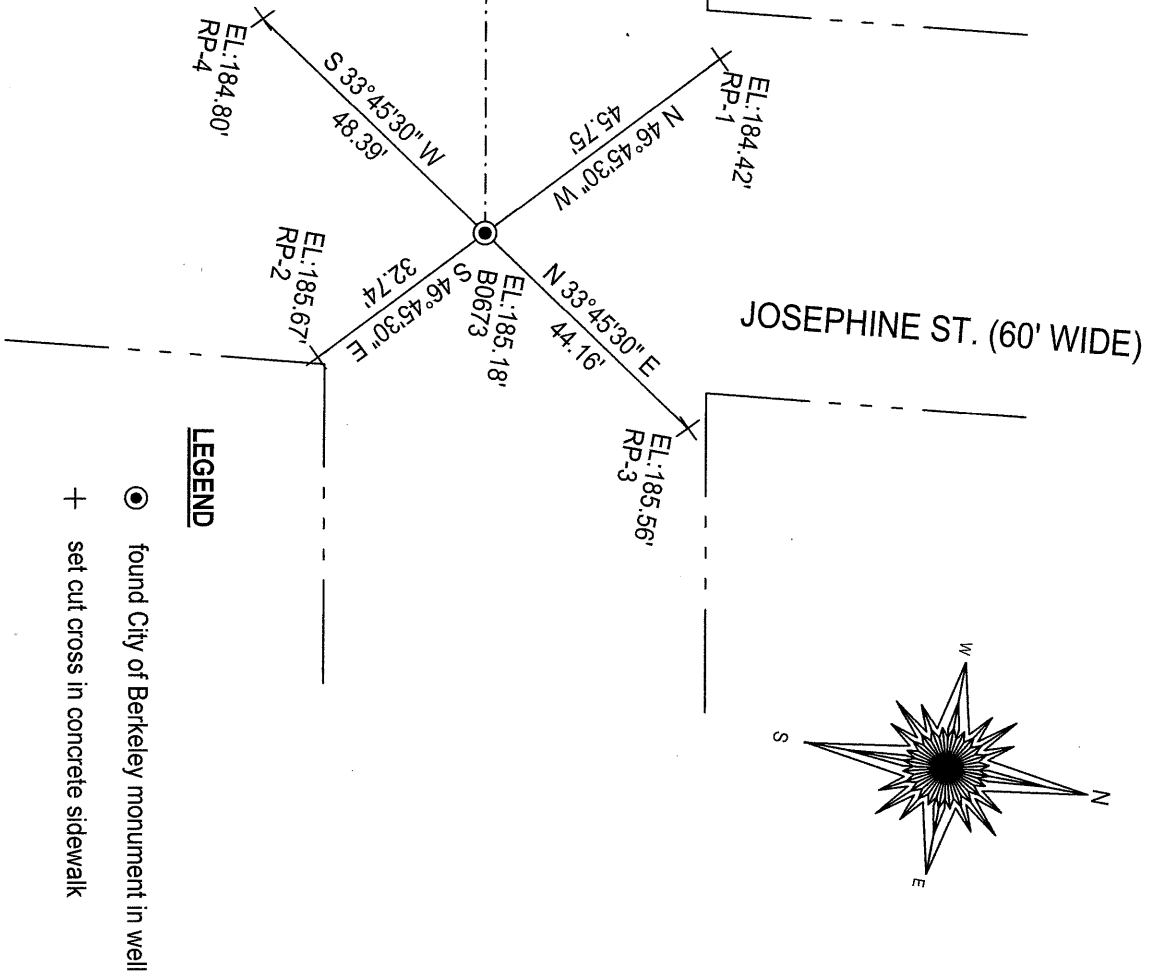 EL:184.80'
RP-4
S 33°45'30" W
48.39'
EL:184.42'
RP-1
N 46°45'30" W
45.75'
EL:185.18'
B0673
EL:185.67'
RP-2
S 46°45'30" E
32.74'
N 33°45'30" E
44.16'
EL:185.56'
RP-3
JOSEPHINE ST. (60' WIDE)
LEGEND
found City of Berkeley monument in well
set cut cross in concrete sidewalk
W
N
S
E